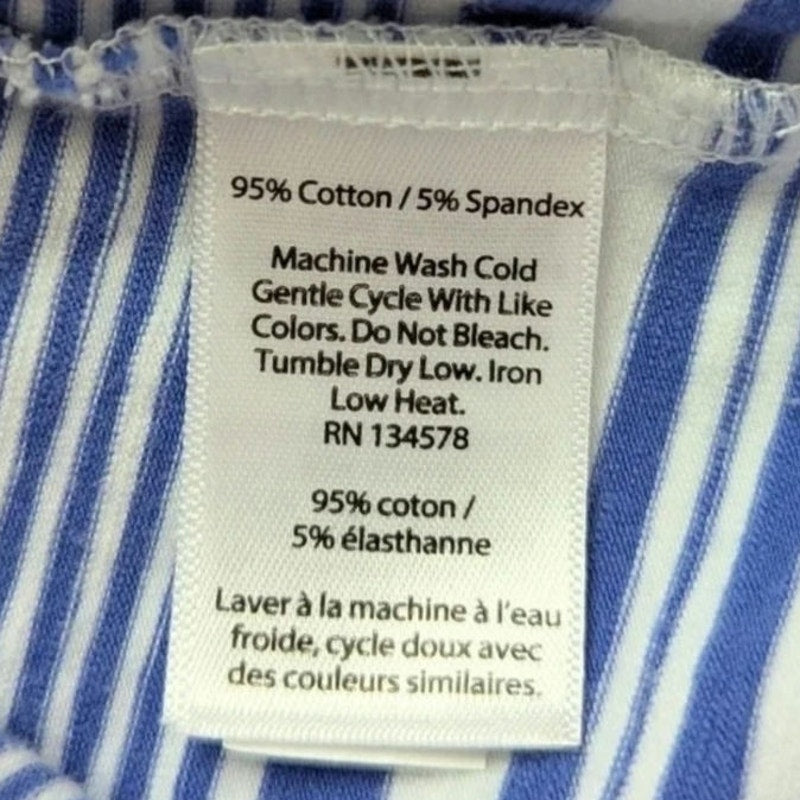 95% Cotton / 5% Spandex
Machine Wash Cold
Gentle Cycle With Like
Colors. Do Not Bleach.
Tumble Dry Low. Iron
Low Heat.
RN 134578
95% coton /
5% élasthanne
Laver à la machine à l'eau
froide, cycle doux avec
des couleurs similaires.